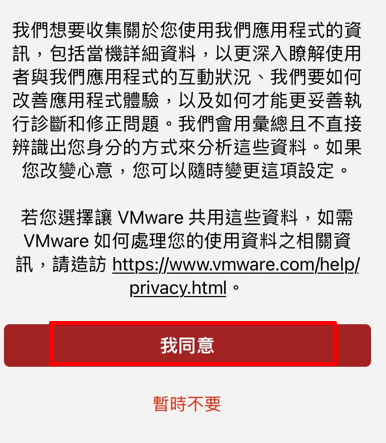 我們想要收集關於您使用我們應用程式的資
訊，包括當機詳細資料，以更深入瞭解使用
者與我們應用程式的互動狀況、我們要如何
改善應用程式體驗，以及如何才能更妥善執
行診斷和修正問題。我們會用彙總且不直接
辨識出您身分的方式來分析這些資料。如果
您改變心意，您可以隨時變更這項設定。
若您選擇讓 VMware 共用這些資料，如需
VMware 如何處理您的使用資料之相關資
訊，請造訪 https://www.vmware.com/help/
privacy.html。
我同意
暫時不要